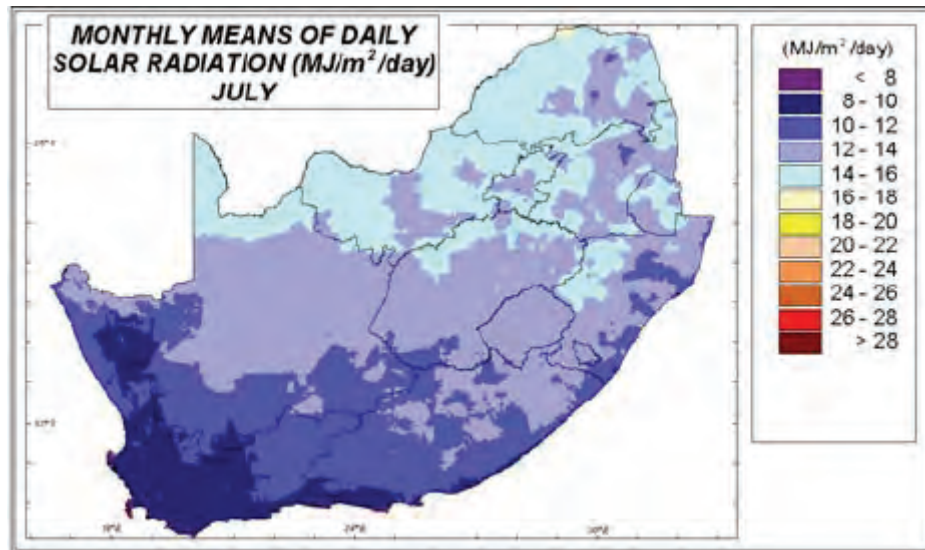 MONTHLY MEANS OF DAILY
SOLAR RADIATION (MJ/m²/day)
JULY
(MJ/m²/day)
< 8
8 - 10
10 - 12
12 - 14
14 - 16
16 - 18
18 - 20
20 - 22
22 - 24
24 - 26
26 - 28
> 28